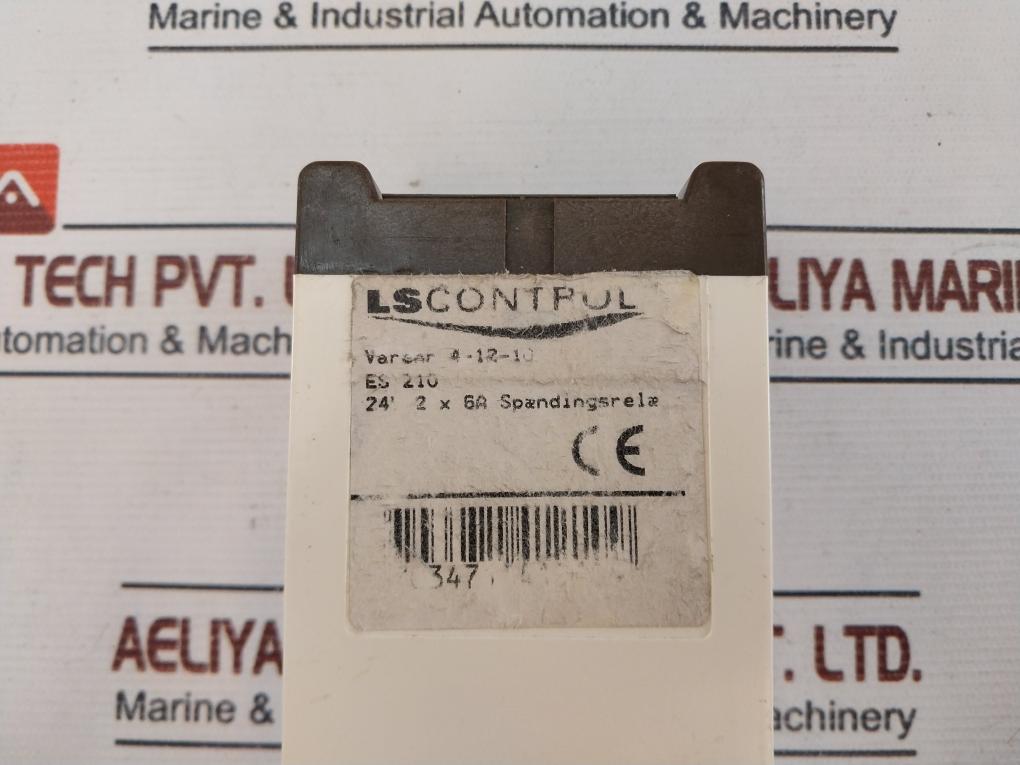 Marine & Industrial Automation & Machinery
TECH PVT.
LIYA MARI
tomation & Mach
rine & Industria
LSCONTROL
Varenr 4-12-10
ES 210
24' 2 x 6A Spændingsrelæ
CE
347
AELIYA
T. LTD.
Marine &
achinery